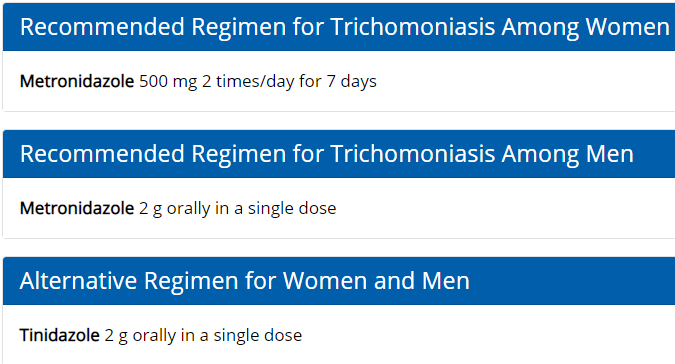 Recommended Regimen for Trichomoniasis Among Women
Metronidazole 500 mg 2 times/day for 7 days
Recommended Regimen for Trichomoniasis Among Men
Metronidazole 2 g orally in a single dose
Alternative Regimen for Women and Men
Tinidazole 2 g orally in a single dose